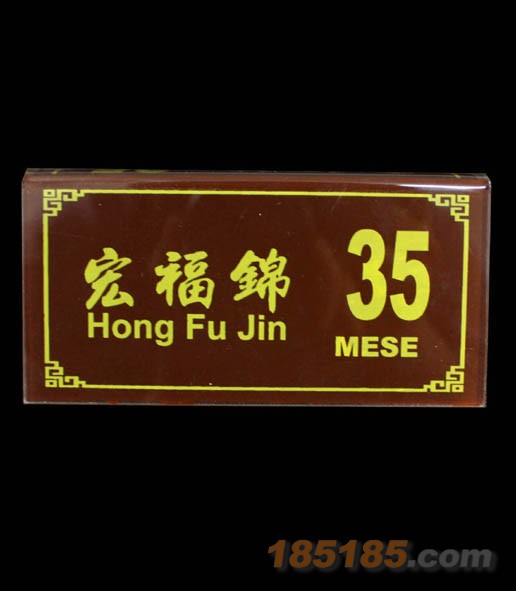 宏福錦
Hong Fu Jin
35
MESE
185185.com